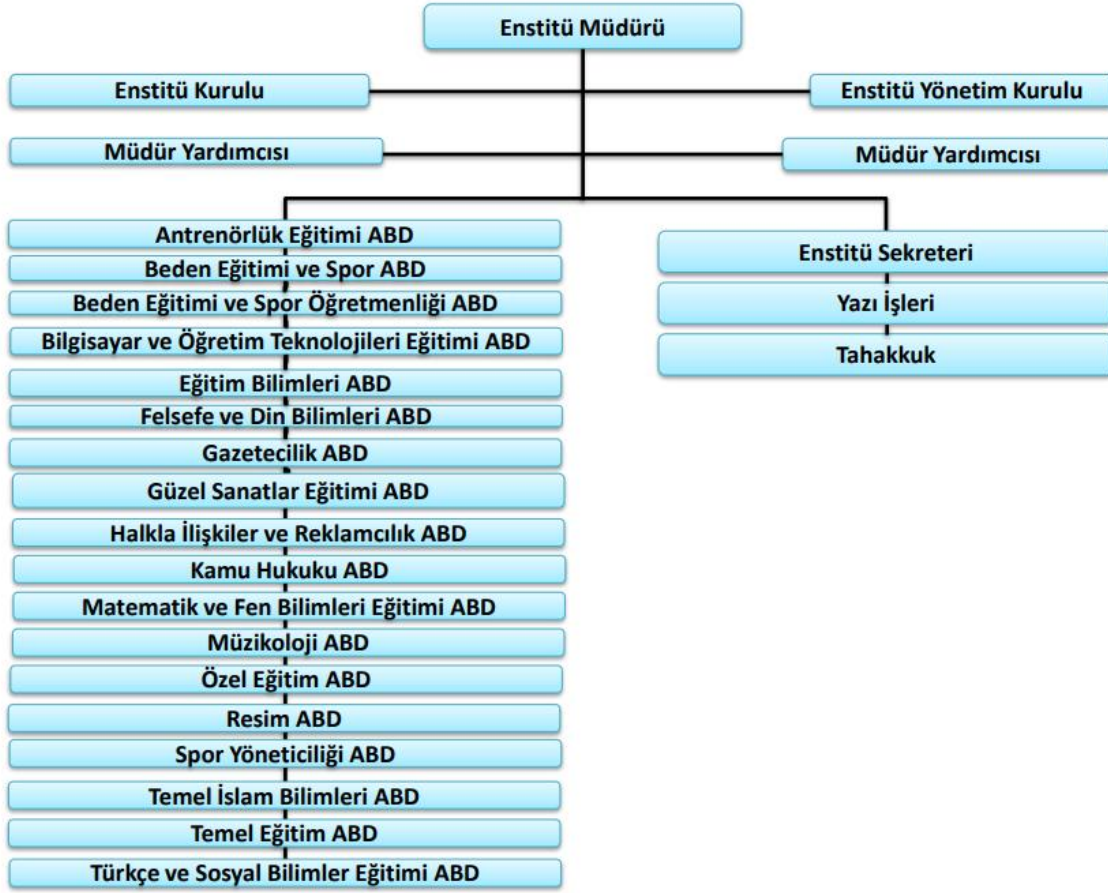 Enstitü Müdürü
Enstitü Kurulu
Enstitü Yönetim Kurulu
Müdür Yardımcısı
Müdür Yardımcısı
Antrenörlük Eğitimi ABD
Beden Eğitimi ve Spor ABD
Beden Eğitimi ve Spor Öğretmenliği ABD
Bilgisayar ve Öğretim Teknolojileri Eğitimi ABD
Eğitim Bilimleri ABD
Felsefe ve Din Bilimleri ABD
Gazetecilik ABD
Güzel Sanatlar Eğitimi ABD
Halkla İlişkiler ve Reklamcılık ABD
Kamu Hukuku ABD
Matematik ve Fen Bilimleri Eğitimi ABD
Müzikoloji ABD
Özel Eğitim ABD
Resim ABD
Spor Yöneticiliği ABD
Temel İslam Bilimleri ABD
Temel Eğitim ABD
Türkçe ve Sosyal Bilimler Eğitimi ABD
Enstitü Sekreteri
Yazı İşleri
Tahakkuk